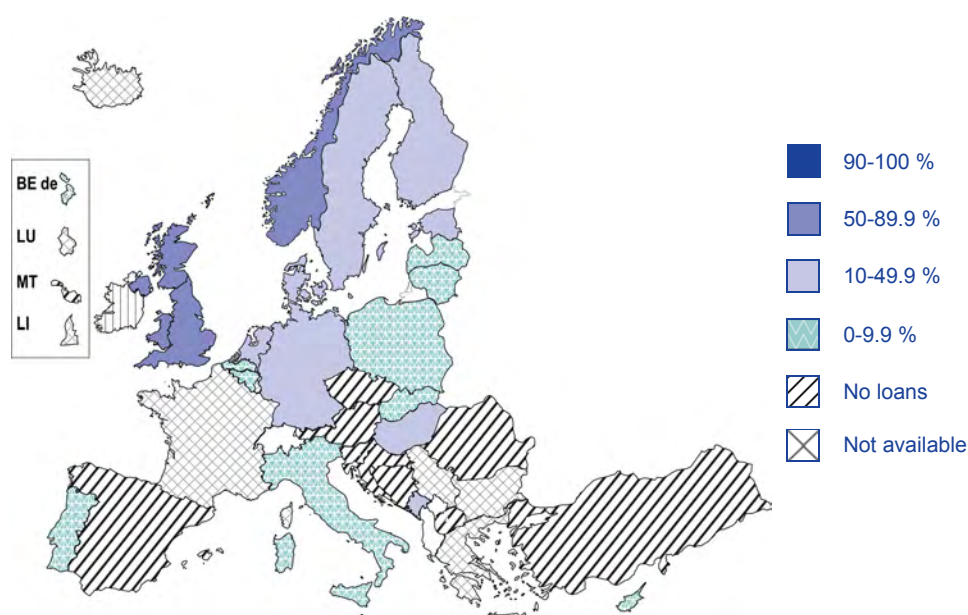 BE de
LU
MT
LI
90-100 %
50-89.9 %
10-49.9 %
0-9.9 %
No loans
Not available